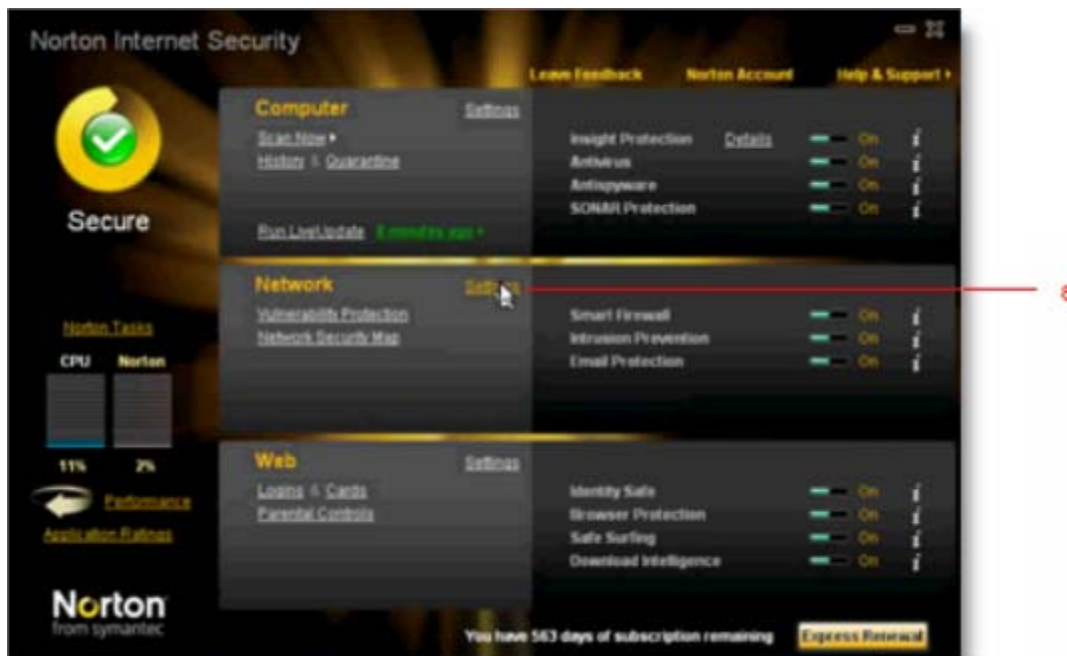 Norton Internet Security
Leave Feedback Norton Account Help & Support
Computer Settings
Scan Now
History & Quarantine
Run LiveUpdate 8 minutes ago
Insight Protection Details On
Antivirus On
Antispyware On
SONAR Protection On
Secure
Network Settings
Vulnerability Protection
Network Security Map
Smart Firewall On
Intrusion Prevention On
Email Protection On
8
Norton Tasks
CPU Norton
11% 2%
Performance
Application Ratings
Web Settings
Logins & Cards
Parental Controls
Identity Safe On
Browser Protection On
Safe Surfing On
Download Intelligence On
Norton
from symantec
You have 563 days of subscription remaining
Express Renewal